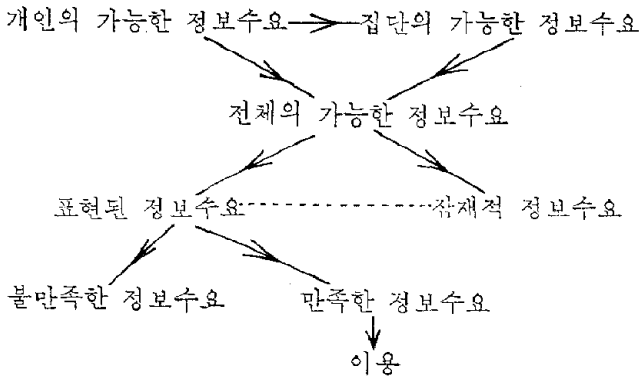 개인의 가능한 정보수요 집단의 가능한 정보수요
전체의 가능한 정보수요
표현된 정보수요 잠재적 정보수요
불만족한 정보수요 만족한 정보수요
이용